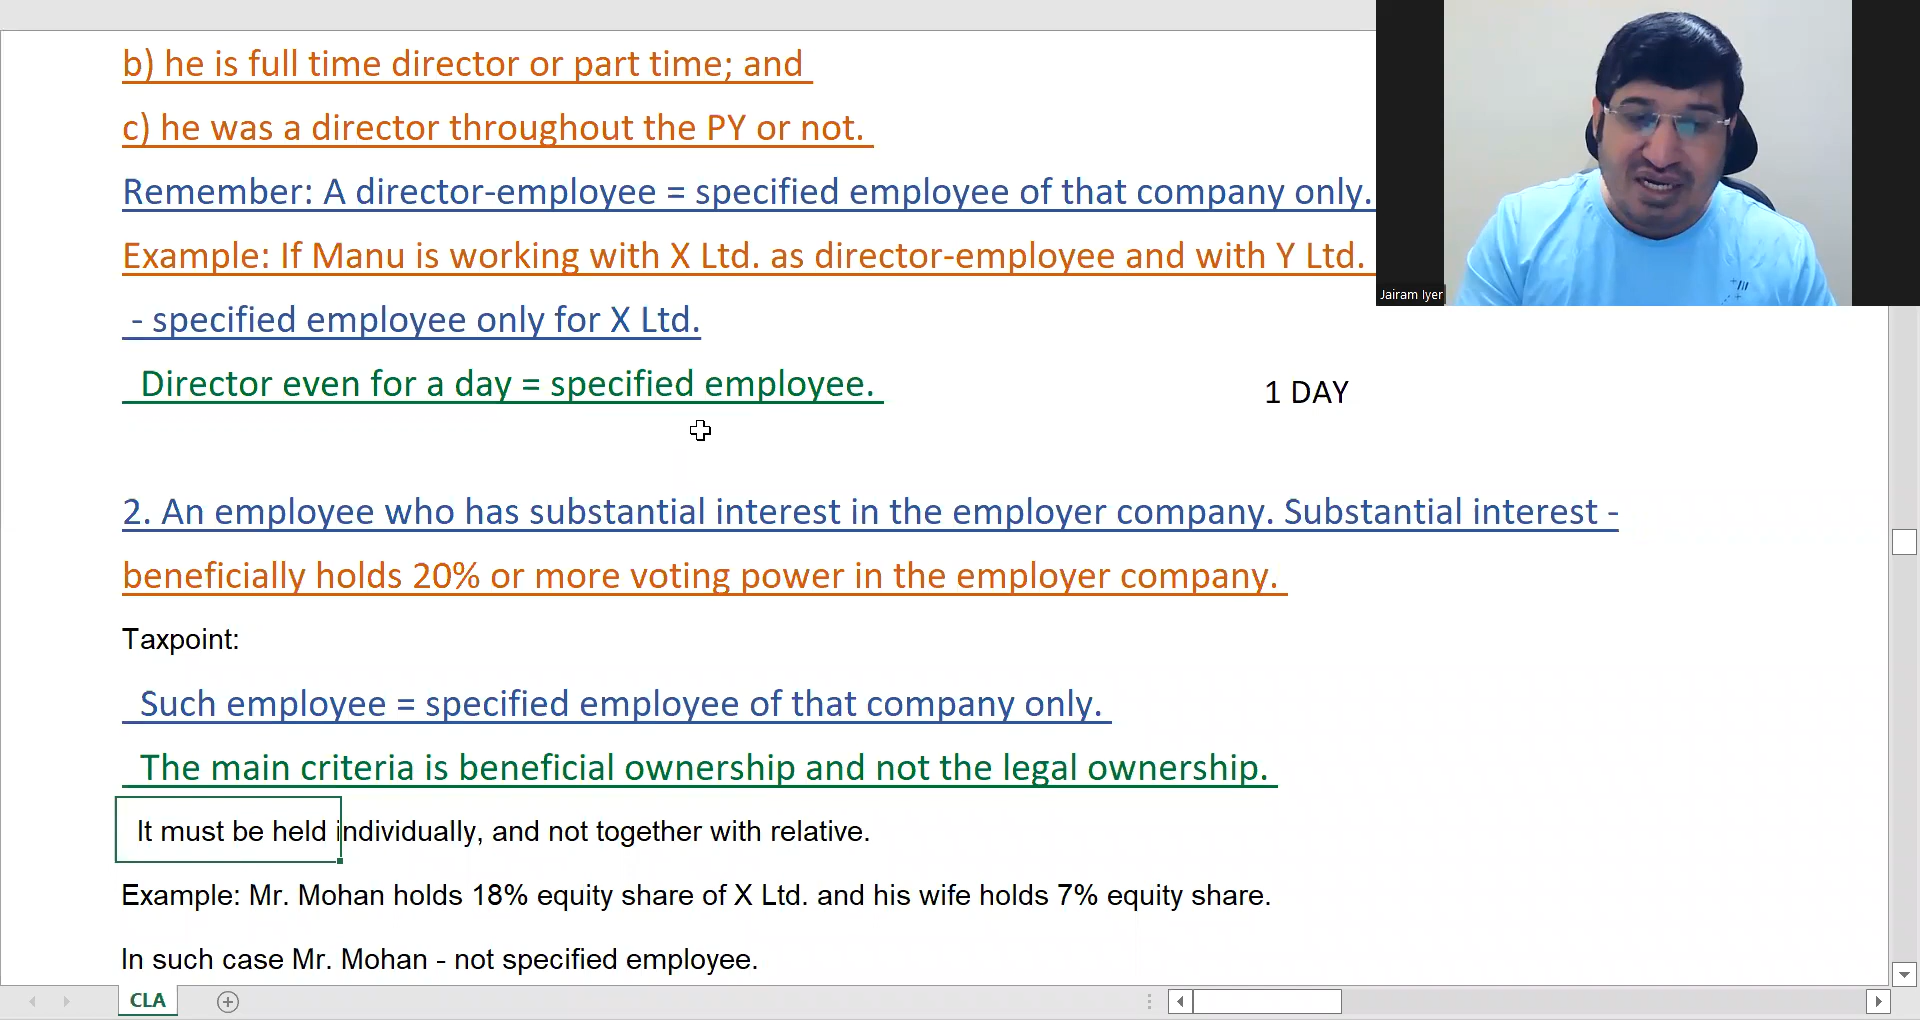 b) he is full time director or part time; and
c) he was a director throughout the PY or not.
Remember: A director-employee = specified employee of that company only.
Example: If Manu is working with X Ltd. as director-employee and with Y Ltd.
- specified employee only for X Ltd.
Director even for a day = specified employee.
1 DAY
Jairam Iyer
2. An employee who has substantial interest in the employer company. Substantial interest -
beneficially holds 20% or more voting power in the employer company.
Taxpoint:
Such employee = specified employee of that company only.
The main criteria is beneficial ownership and not the legal ownership.
It must be held individually, and not together with relative.
Example: Mr. Mohan holds 18% equity share of X Ltd. and his wife holds 7% equity share.
In such case Mr. Mohan - not specified employee.
CLA